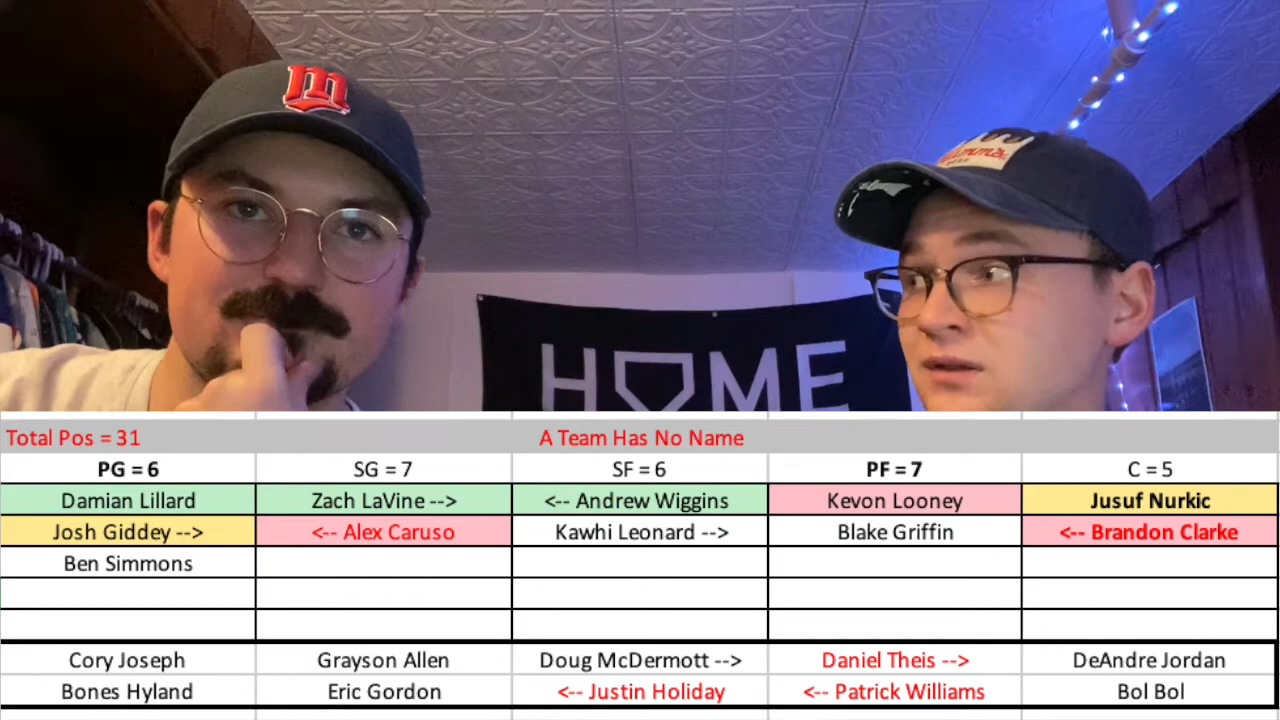 m
HOME
Total Pos = 31 A Team Has No Name
PG = 6 SG = 7 SF = 6 PF = 7 C = 5
Damian Lillard Zach LaVine --> <-- Andrew Wiggins Kevon Looney Jusuf Nurkic
Josh Giddey --> <-- Alex Caruso Kawhi Leonard --> Blake Griffin <-- Brandon Clarke
Ben Simmons
Cory Joseph Grayson Allen Doug McDermott --> Daniel Theis --> DeAndre Jordan
Bones Hyland Eric Gordon <-- Justin Holiday <-- Patrick Williams Bol Bol